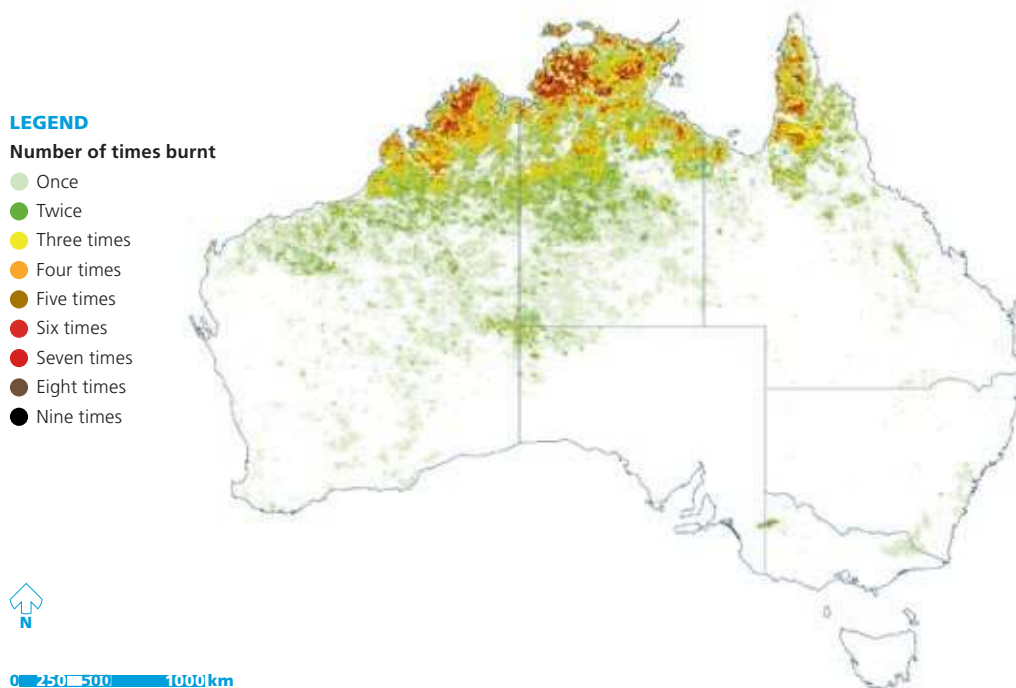 LEGEND
Number of times burnt
Once
Twice
Three times
Four times
Five times
Six times
Seven times
Eight times
Nine times
N
0 250 500 1000 km